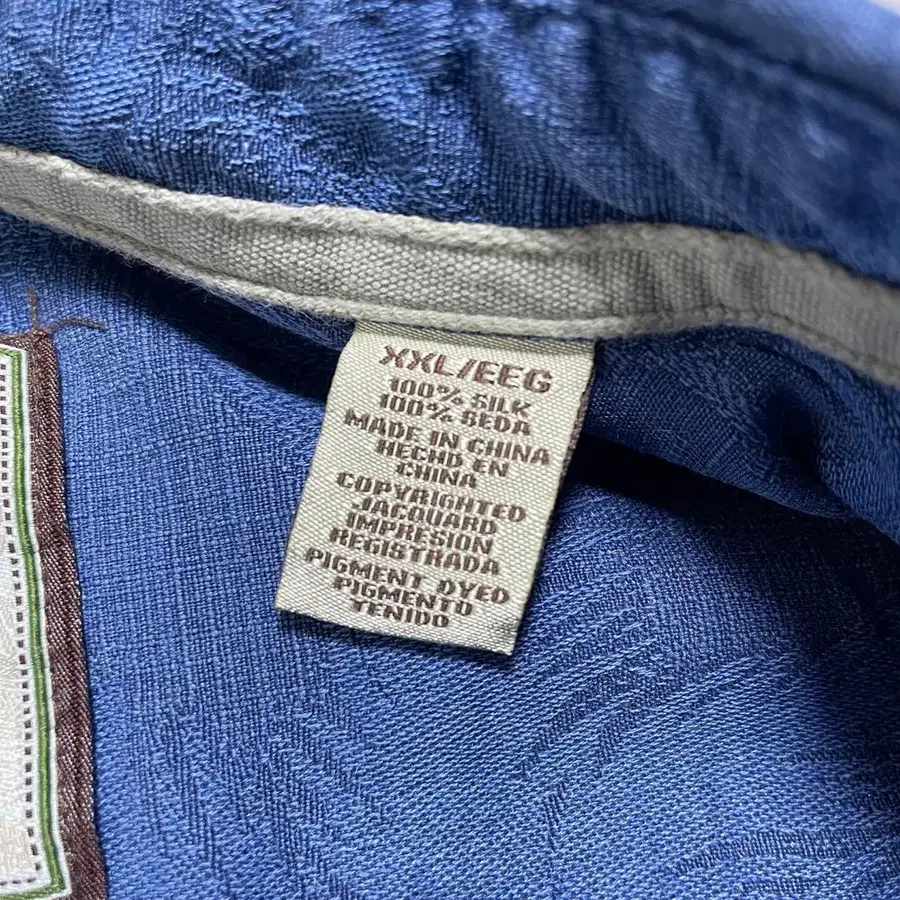 XXL/EEG
100% SILK
100% SEDA
MADE IN CHINA
HECHO EN
CHINA
COPYRIGHTED
JACQUARD
IMPRESION
REGISTRADA
PIGMENT DYED
PIGMENTO
TENIDO